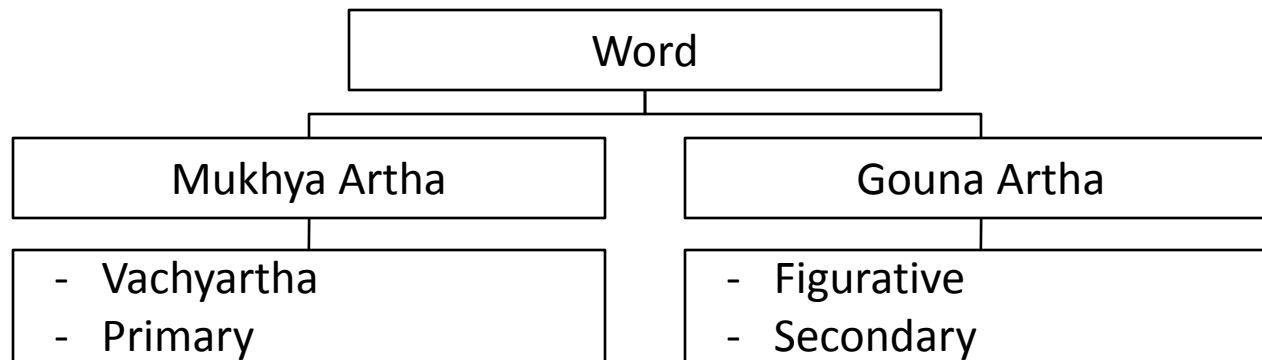 Word
Mukhya Artha
Gouna Artha
- Vachyartha
- Primary
- Figurative
- Secondary